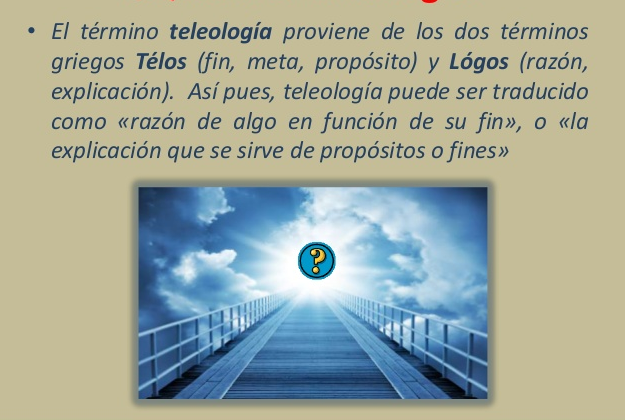 • El término teleología proviene de los dos términos
griegos Télos (fin, meta, propósito) y Lógos (razón,
explicación). Así pues, teleología puede ser traducido
como «razón de algo en función de su fin», o «la
explicación que se sirve de propósitos o fines»
?